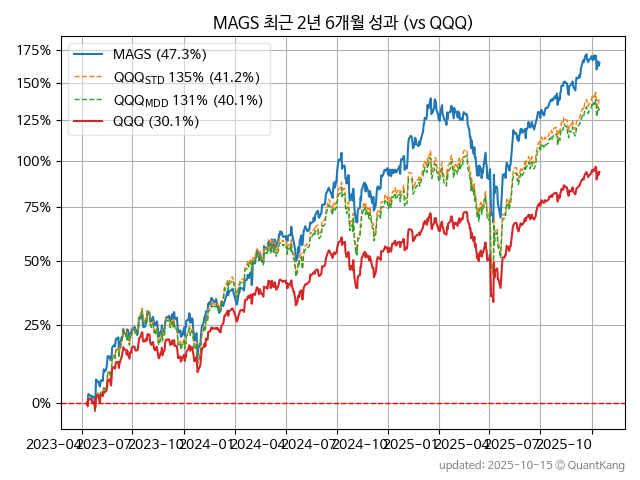 MAGS 최근 2년 6개월 성과 (vs QQQ)
175%
150%
125%
100%
75%
50%
25%
0%
MAGS (47.3%)
QQQSTD 135% (41.2%)
QQQMDD 131% (40.1%)
QQQ (30.1%)
2023-04 2023-07 2023-10 2024-01 2024-04 2024-07 2024-10 2025-01 2025-04 2025-07 2025-10
updated: 2025-10-15 © QuantKang